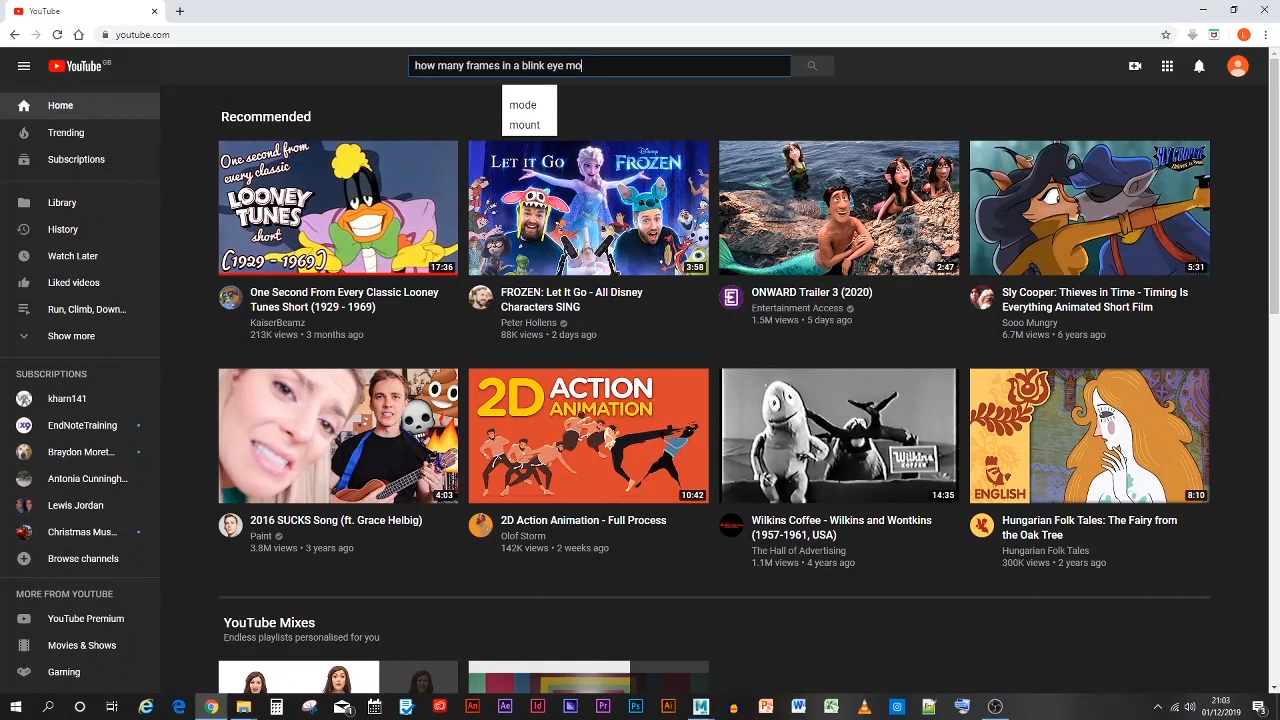 YouTube
youtube.com
L
YouTube GB
how many frames in a blink eye mo
mode
mount
Home
Trending
Subscriptions
Library
History
Watch Later
Liked videos
Run, Climb, Down...
Show more
SUBSCRIPTIONS
kharn141
EndNoteTraining
Braydon Moret...
Antonia Cunningh...
Lewis Jordan
Christmas Mus...
Browse channels
MORE FROM YOUTUBE
YouTube Premium
Movies & Shows
Gaming
Recommended
One second from
every classic
LOONEY
TUNES
short
(1929 - 1969)
17:36
One Second From Every Classic Looney
Tunes Short (1929 - 1969)
KaiserBeamz
213K views • 3 months ago
LET IT GO
FROZEN
3:58
FROZEN: Let It Go - All Disney
Characters SING
Peter Hollens
88K views • 2 days ago
2:47
ONWARD Trailer 3 (2020)
Entertainment Access
1.5M views • 5 days ago
SLY COOPER
5:31
Sly Cooper: Thieves in Time - Timing Is
Everything Animated Short Film
Sooo Mungry
6.7M views • 6 years ago
4:03
2016 SUCKS Song (ft. Grace Helbig)
Paint
3.8M views • 3 years ago
2D ACTION
ANIMATION
10:42
2D Action Animation - Full Process
Olof Storm
142K views • 2 weeks ago
Wilkins
COFFEE
14:35
Wilkins Coffee - Wilkins and Wontkins
(1957-1961, USA)
The Hall of Advertising
1.1M views • 4 years ago
ENGLISH
8:10
Hungarian Folk Tales: The Fairy from
the Oak Tree
Hungarian Folk Tales
300K views • 2 years ago
YouTube Mixes
Endless playlists personalised for you
An
Ae
Id
Pr
Ps
Ai
21:03
01/12/2019